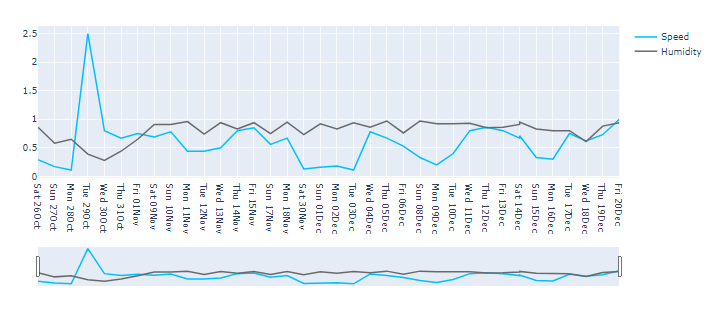 2.5
2
1.5
1
0.5
0
Speed
Humidity
Sat 26Oct
Sun 27Oct
Mon 28Oct
Tue 29Oct
Wed 30Oct
Thu 31Oct
Fri 01Nov
Sat 09Nov
Sun 10Nov
Mon 11Nov
Tue 12Nov
Wed 13Nov
Thu 14Nov
Fri 15Nov
Sun 17Nov
Mon 18Nov
Sat 30Nov
Sun 01Dec
Mon 02Dec
Tue 03Dec
Wed 04Dec
Thu 05Dec
Fri 06Dec
Sun 08Dec
Mon 09Dec
Tue 10Dec
Wed 11Dec
Thu 12Dec
Fri 13Dec
Sat 14Dec
Sun 15Dec
Mon 16Dec
Tue 17Dec
Wed 18Dec
Thu 19Dec
Fri 20Dec